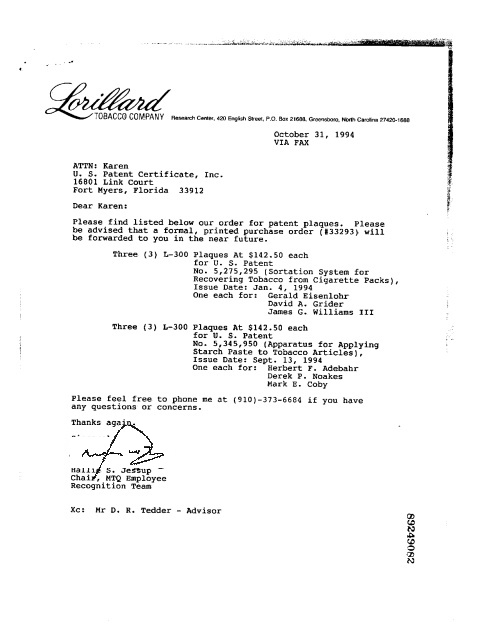 Lorillard
TOBACCO COMPANY Research Center, 420 English Street, P.O. Box 21688, Greensboro, North Carolina 27420-1688
October 31, 1994
VIA FAX
ATTN: Karen
U. S. Patent Certificate, Inc.
16801 Link Court
Fort Myers, Florida 33912
Dear Karen:
Please find listed below our order for patent plaques. Please
be advised that a formal, printed purchase order (#33293) will
be forwarded to you in the near future.
Three (3) L-300 Plaques At $142.50 each
for U. S. Patent
No. 5,275,295 (Sortation System for
Recovering Tobacco from Cigarette Packs),
Issue Date: Jan. 4, 1994
One each for: Gerald Eisenlohr
David A. Grider
James G. Williams III
Three (3) L-300 Plaques At $142.50 each
for U. S. Patent
No. 5,345,950 (Apparatus for Applying
Starch Paste to Tobacco Articles),
Issue Date: Sept. 13, 1994
One each for: Herbert F. Adebahr
Derek P. Noakes
Mark E. Coby
Please feel free to phone me at (910)-373-6684 if you have
any questions or concerns.
Thanks again.
Hallie S. Jessup
Chair, MTQ Employee
Recognition Team
Xc: Mr D. R. Tedder - Advisor
89249082